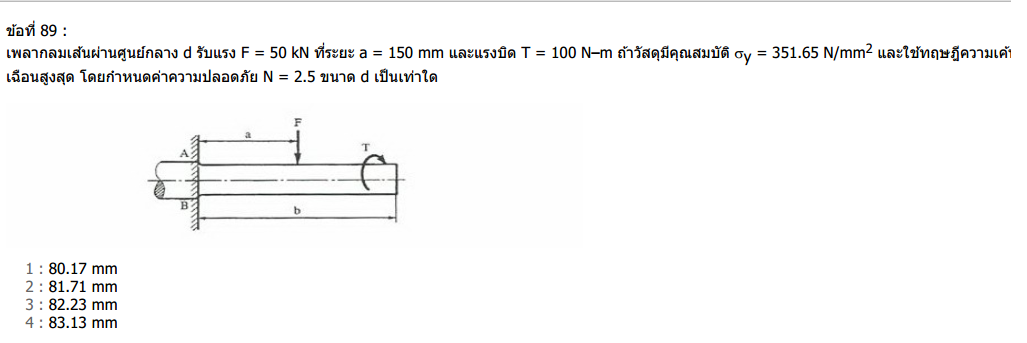 ข้อที่ 89 :
เพลากลมเส้นผ่านศูนย์กลาง d รับแรง F = 50 kN ที่ระยะ a = 150 mm และแรงบิด T = 100 N–m ถ้าวัสดุมีคุณสมบัติ σy = 351.65 N/mm2 และใช้ทฤษฎีความเค้
เฉือนสูงสุด โดยกำหนดค่าความปลอดภัย N = 2.5 ขนาด d เป็นเท่าใด
F
a
T
A
B
b
1 : 80.17 mm
2 : 81.71 mm
3 : 82.23 mm
4 : 83.13 mm